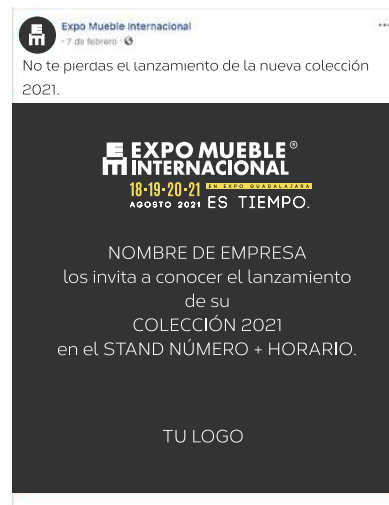 Expo Mueble Internacional
7 de febrero
No te pierdas el lanzamiento de la nueva colección
2021.
EXPO MUEBLE®
INTERNACIONAL
18-19-20-21 EN EXPO GUADALAJARA
AGOSTO 2021 ES TIEMPO.
NOMBRE DE EMPRESA
los invita a conocer el lanzamiento
de su
COLECCIÓN 2021
en el STAND NÚMERO + HORARIO.
TU LOGO